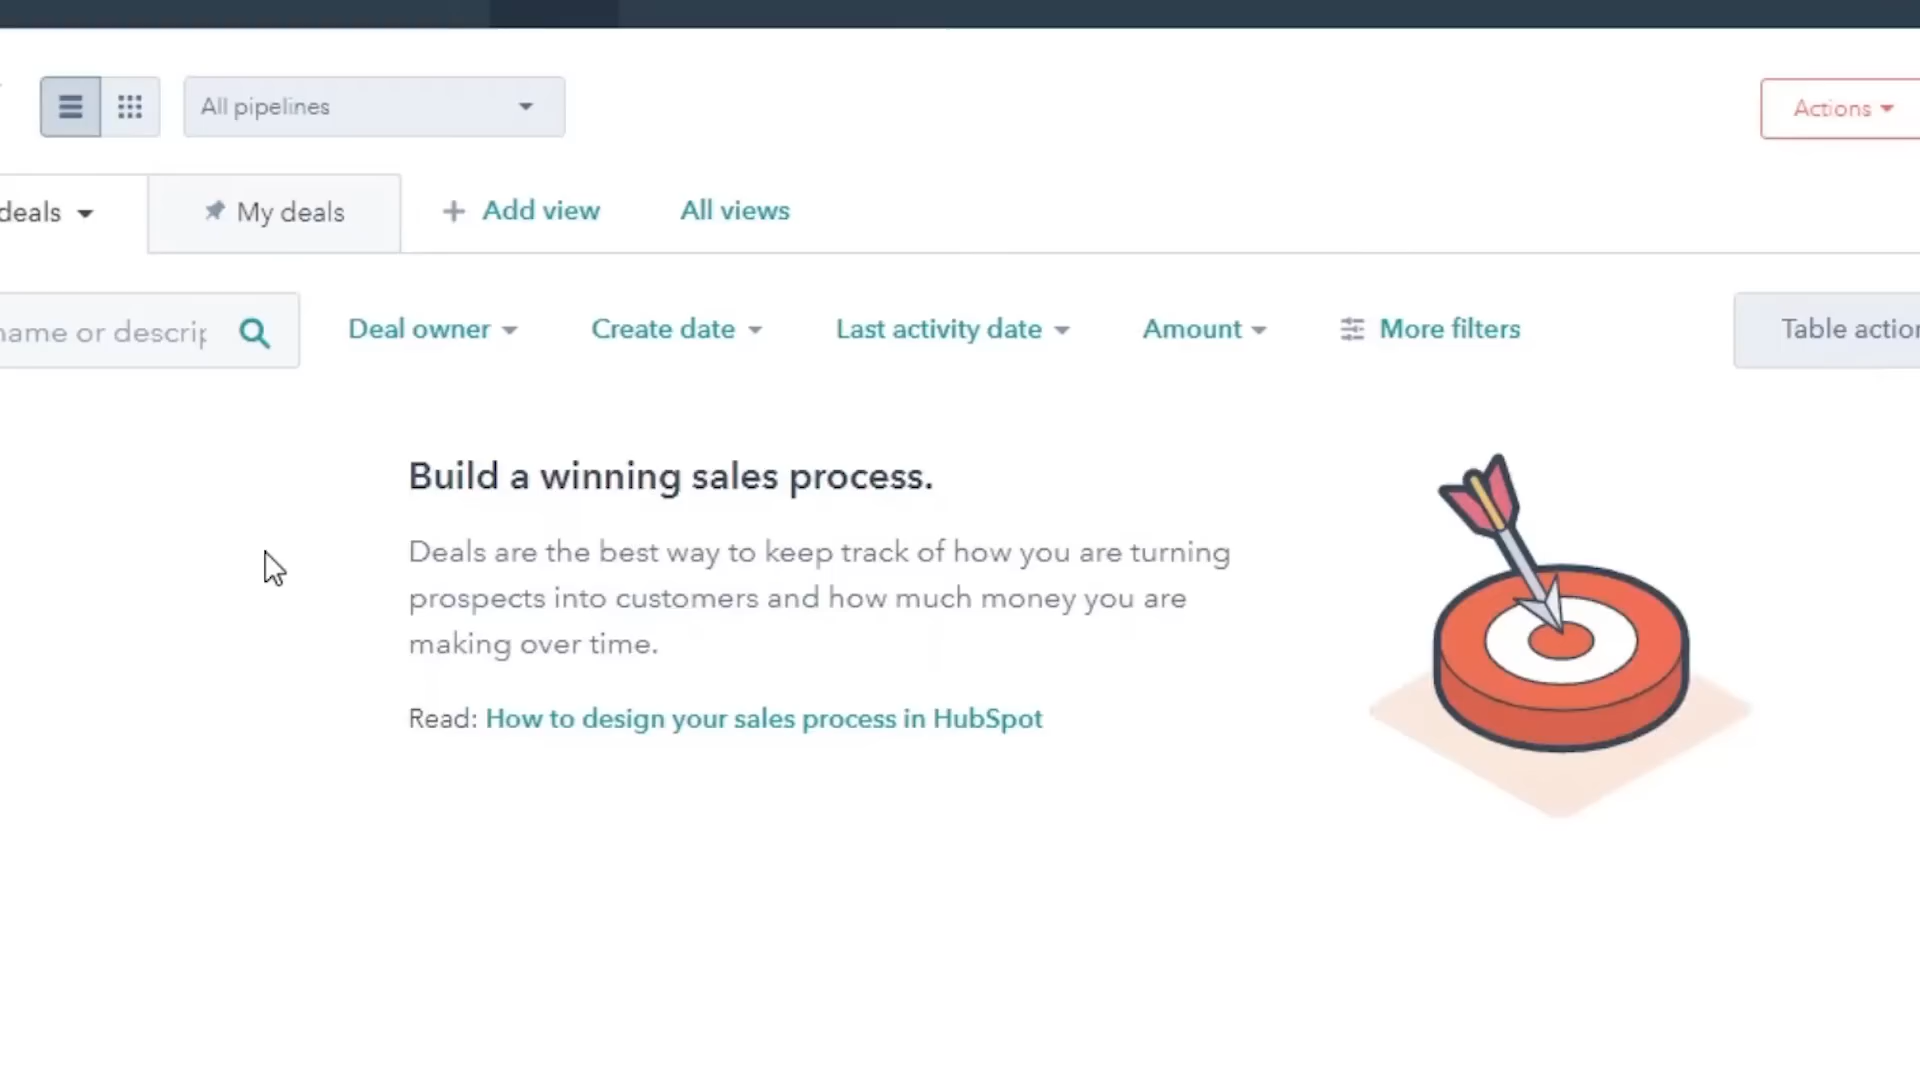 All pipelines
Actions
deals
My deals
Add view
All views
name or descrip
Deal owner
Create date
Last activity date
Amount
More filters
Table action
Build a winning sales process.
Deals are the best way to keep track of how you are turning
prospects into customers and how much money you are
making over time.
Read: How to design your sales process in HubSpot